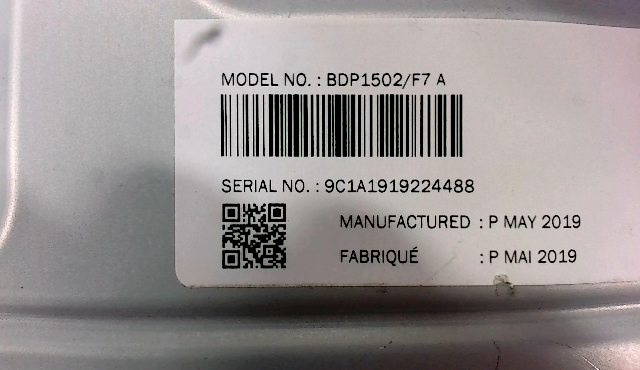 MODEL NO. : BDP1502/F7 A
SERIAL NO. : 9C1A1919224488
MANUFACTURED : P MAY 2019
FABRIQUÉ : P MAI 2019